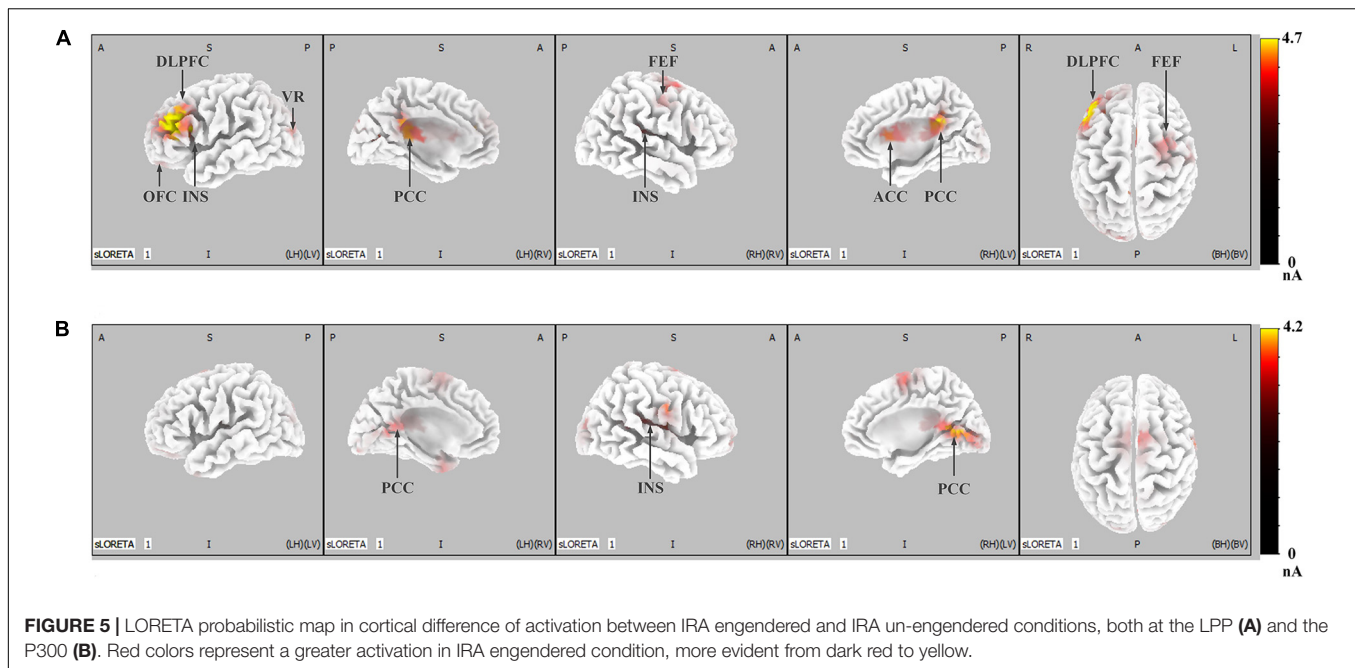 A
A S P
DLPFC
VR
OFC INS
sLORETA 1 I (LH)(LV)
P S A
PCC
sLORETA 1 I (LH)(RV)
P S A
FEF
INS
sLORETA 1 I (RH)(RV)
A S P
ACC PCC
sLORETA 1 I (RH)(LV)
R A L
DLPFC FEF
sLORETA 1 P (BH)(BV)
4.7
0
nA
B
A S P
sLORETA 1 I (LH)(LV)
P S A
PCC
sLORETA 1 I (LH)(RV)
P S A
INS
sLORETA 1 I (RH)(RV)
A S P
PCC
sLORETA 1 I (RH)(LV)
R A L
sLORETA 1 P (BH)(BV)
4.2
0
nA
FIGURE 5 | LORETA probabilistic map in cortical difference of activation between IRA engendered and IRA un-engendered conditions, both at the LPP (A) and the
P300 (B). Red colors represent a greater activation in IRA engendered condition, more evident from dark red to yellow.